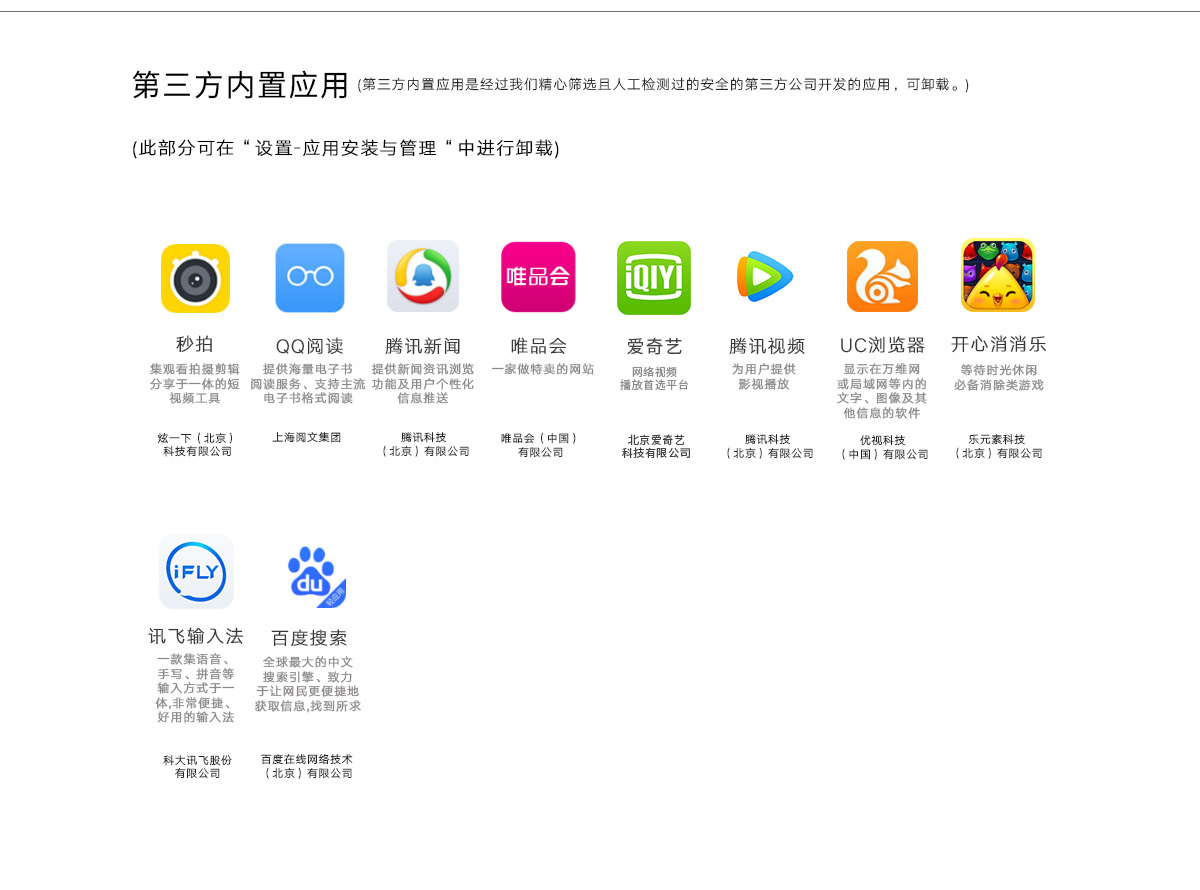 第三方内置应用 (第三方内置应用是经过我们精心筛选且人工检测过的安全的第三方公司开发的应用，可卸载。)
(此部分可在“设置-应用安装与管理“中进行卸载)
唯品会
iQIYI
秒拍
集观看拍摄剪辑
分享于一体的短
视频工具
炫一下（北京）
科技有限公司
QQ阅读
提供海量电子书
阅读服务、支持主流
电子书格式阅读
上海阅文集团
腾讯新闻
提供新闻资讯浏览
功能及用户个性化
信息推送
腾讯科技
（北京）有限公司
唯品会
一家做特卖的网站
唯品会（中国）
有限公司
爱奇艺
网络视频
播放首选平台
北京爱奇艺
科技有限公司
腾讯视频
为用户提供
影视播放
腾讯科技
（北京）有限公司
UC浏览器
显示在万维网
或局域网等内的
文字、图像及其
他信息的软件
优视科技
（中国）有限公司
开心消消乐
等待时光休闲
必备消除类游戏
乐元素科技
（北京）有限公司
iFLY
讯飞输入法
一款集语音、
手写、拼音等
输入方式于一
体,非常便捷、
好用的输入法
科大讯飞股份
有限公司
du
轻应用
百度搜索
全球最大的中文
搜索引擎、致力
于让网民更便捷地
获取信息,找到所求
百度在线网络技术
（北京）有限公司